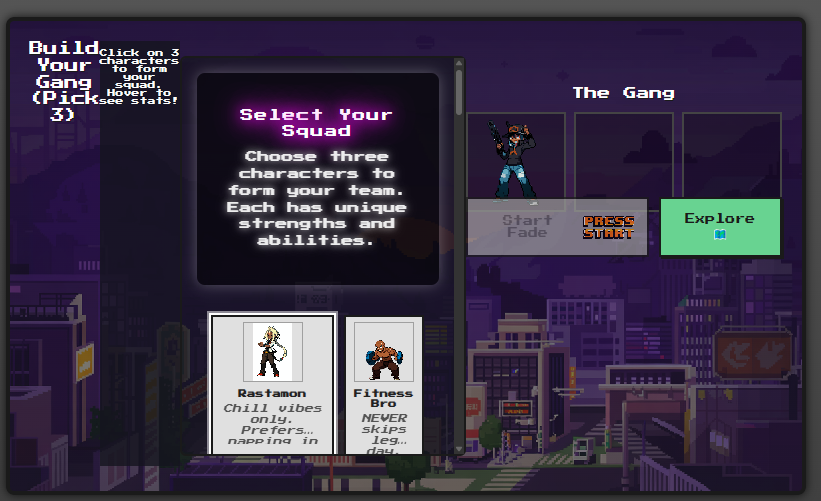 Build
Your
Gang
(Pick
3)
Click on 3
characters
to form
your
squad.
Hover to
see stats!
Select Your
Squad
Choose three
characters to
form your team.
Each has unique
strengths and
abilities.
The Gang
Start
Fade
PRESS
START
Explore
Rastamon
Chill vibes
only.
Prefers…
napping in
Fitness
Bro
NEVER
skips
leg…
day.